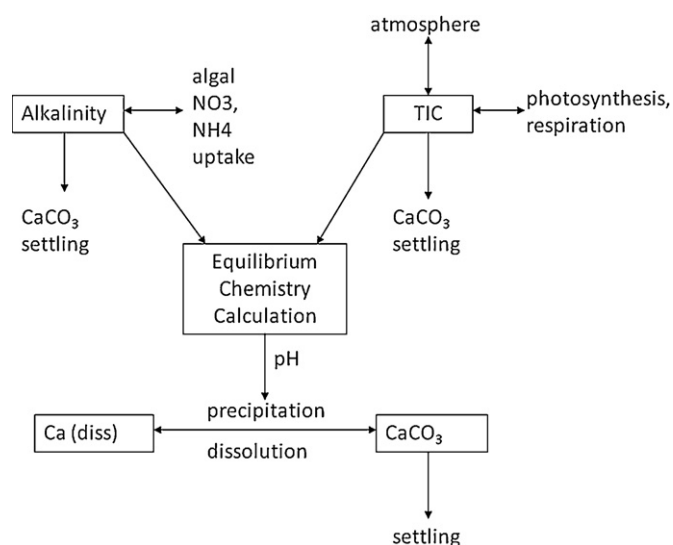 atmosphere
algal
NO3,
NH4
uptake
Alkalinity
TIC
photosynthesis,
respiration
CaCO₃
settling
CaCO₃
settling
Equilibrium
Chemistry
Calculation
pH
precipitation
Ca (diss)
CaCO₃
dissolution
settling